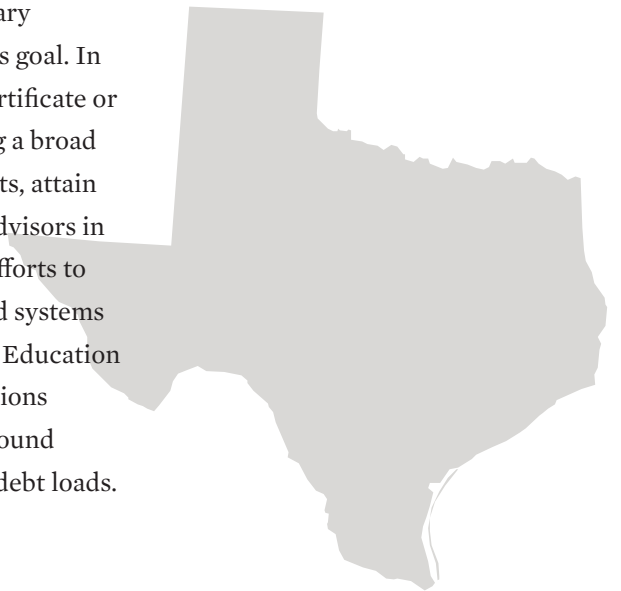 ary
s goal. In
rtificate or
g a broad
ts, attain
dvisors in
fforts to
d systems
Education
ions
ound
debt loads.